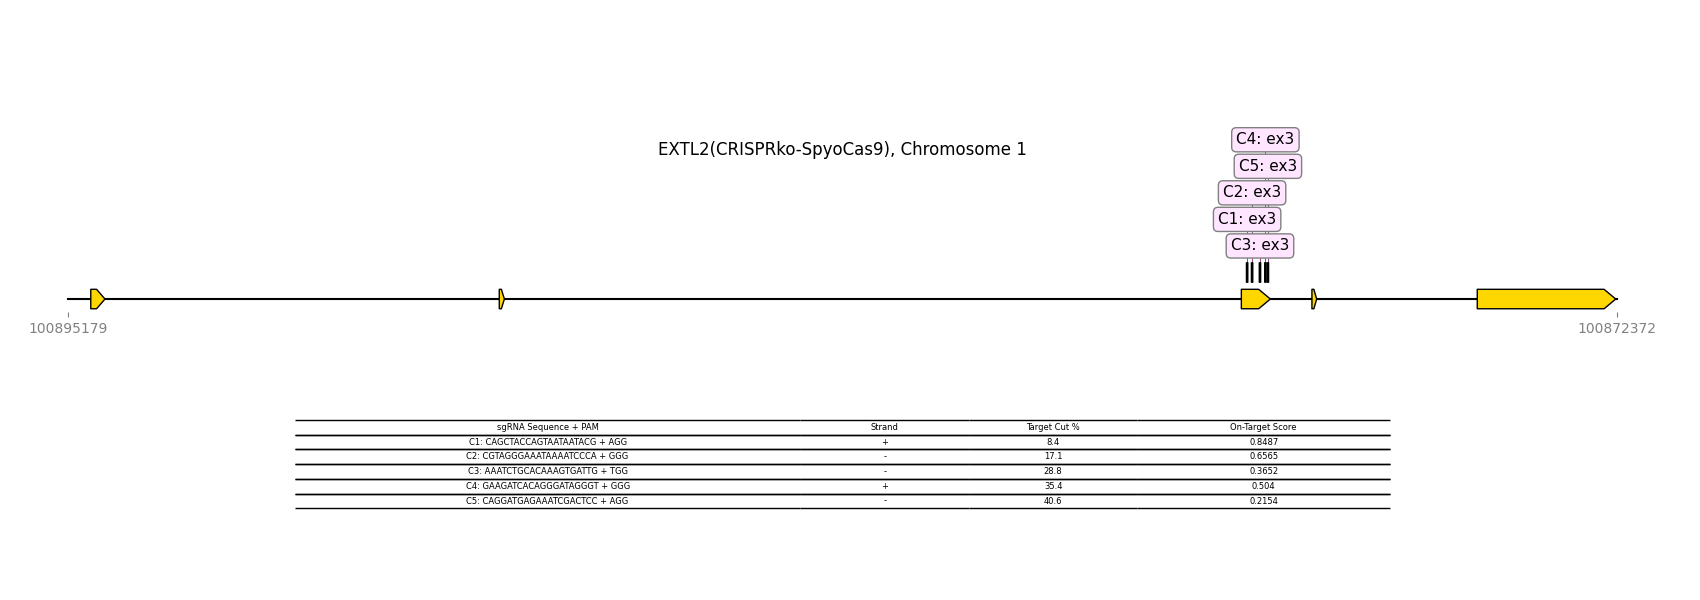 C4: ex3
EXTL2(CRISPRko-SpyoCas9), Chromosome 1
C5: ex3
C2: ex3
C1: ex3
C3: ex3
100895179 100872372
sgRNA Sequence + PAM Strand Target Cut % On-Target Score
C1: CAGCTACCAGTAATAATACG + AGG + 8.4 0.8487
C2: CGTAGGGAAATAAAATCCCA + GGG - 17.1 0.6565
C3: AAATCTGCACAAAGTGATTG + TGG - 28.8 0.3652
C4: GAAGATCACAGGGATAGGGT + GGG + 35.4 0.504
C5: CAGGATGAGAAATCGACTCC + AGG - 40.6 0.2154